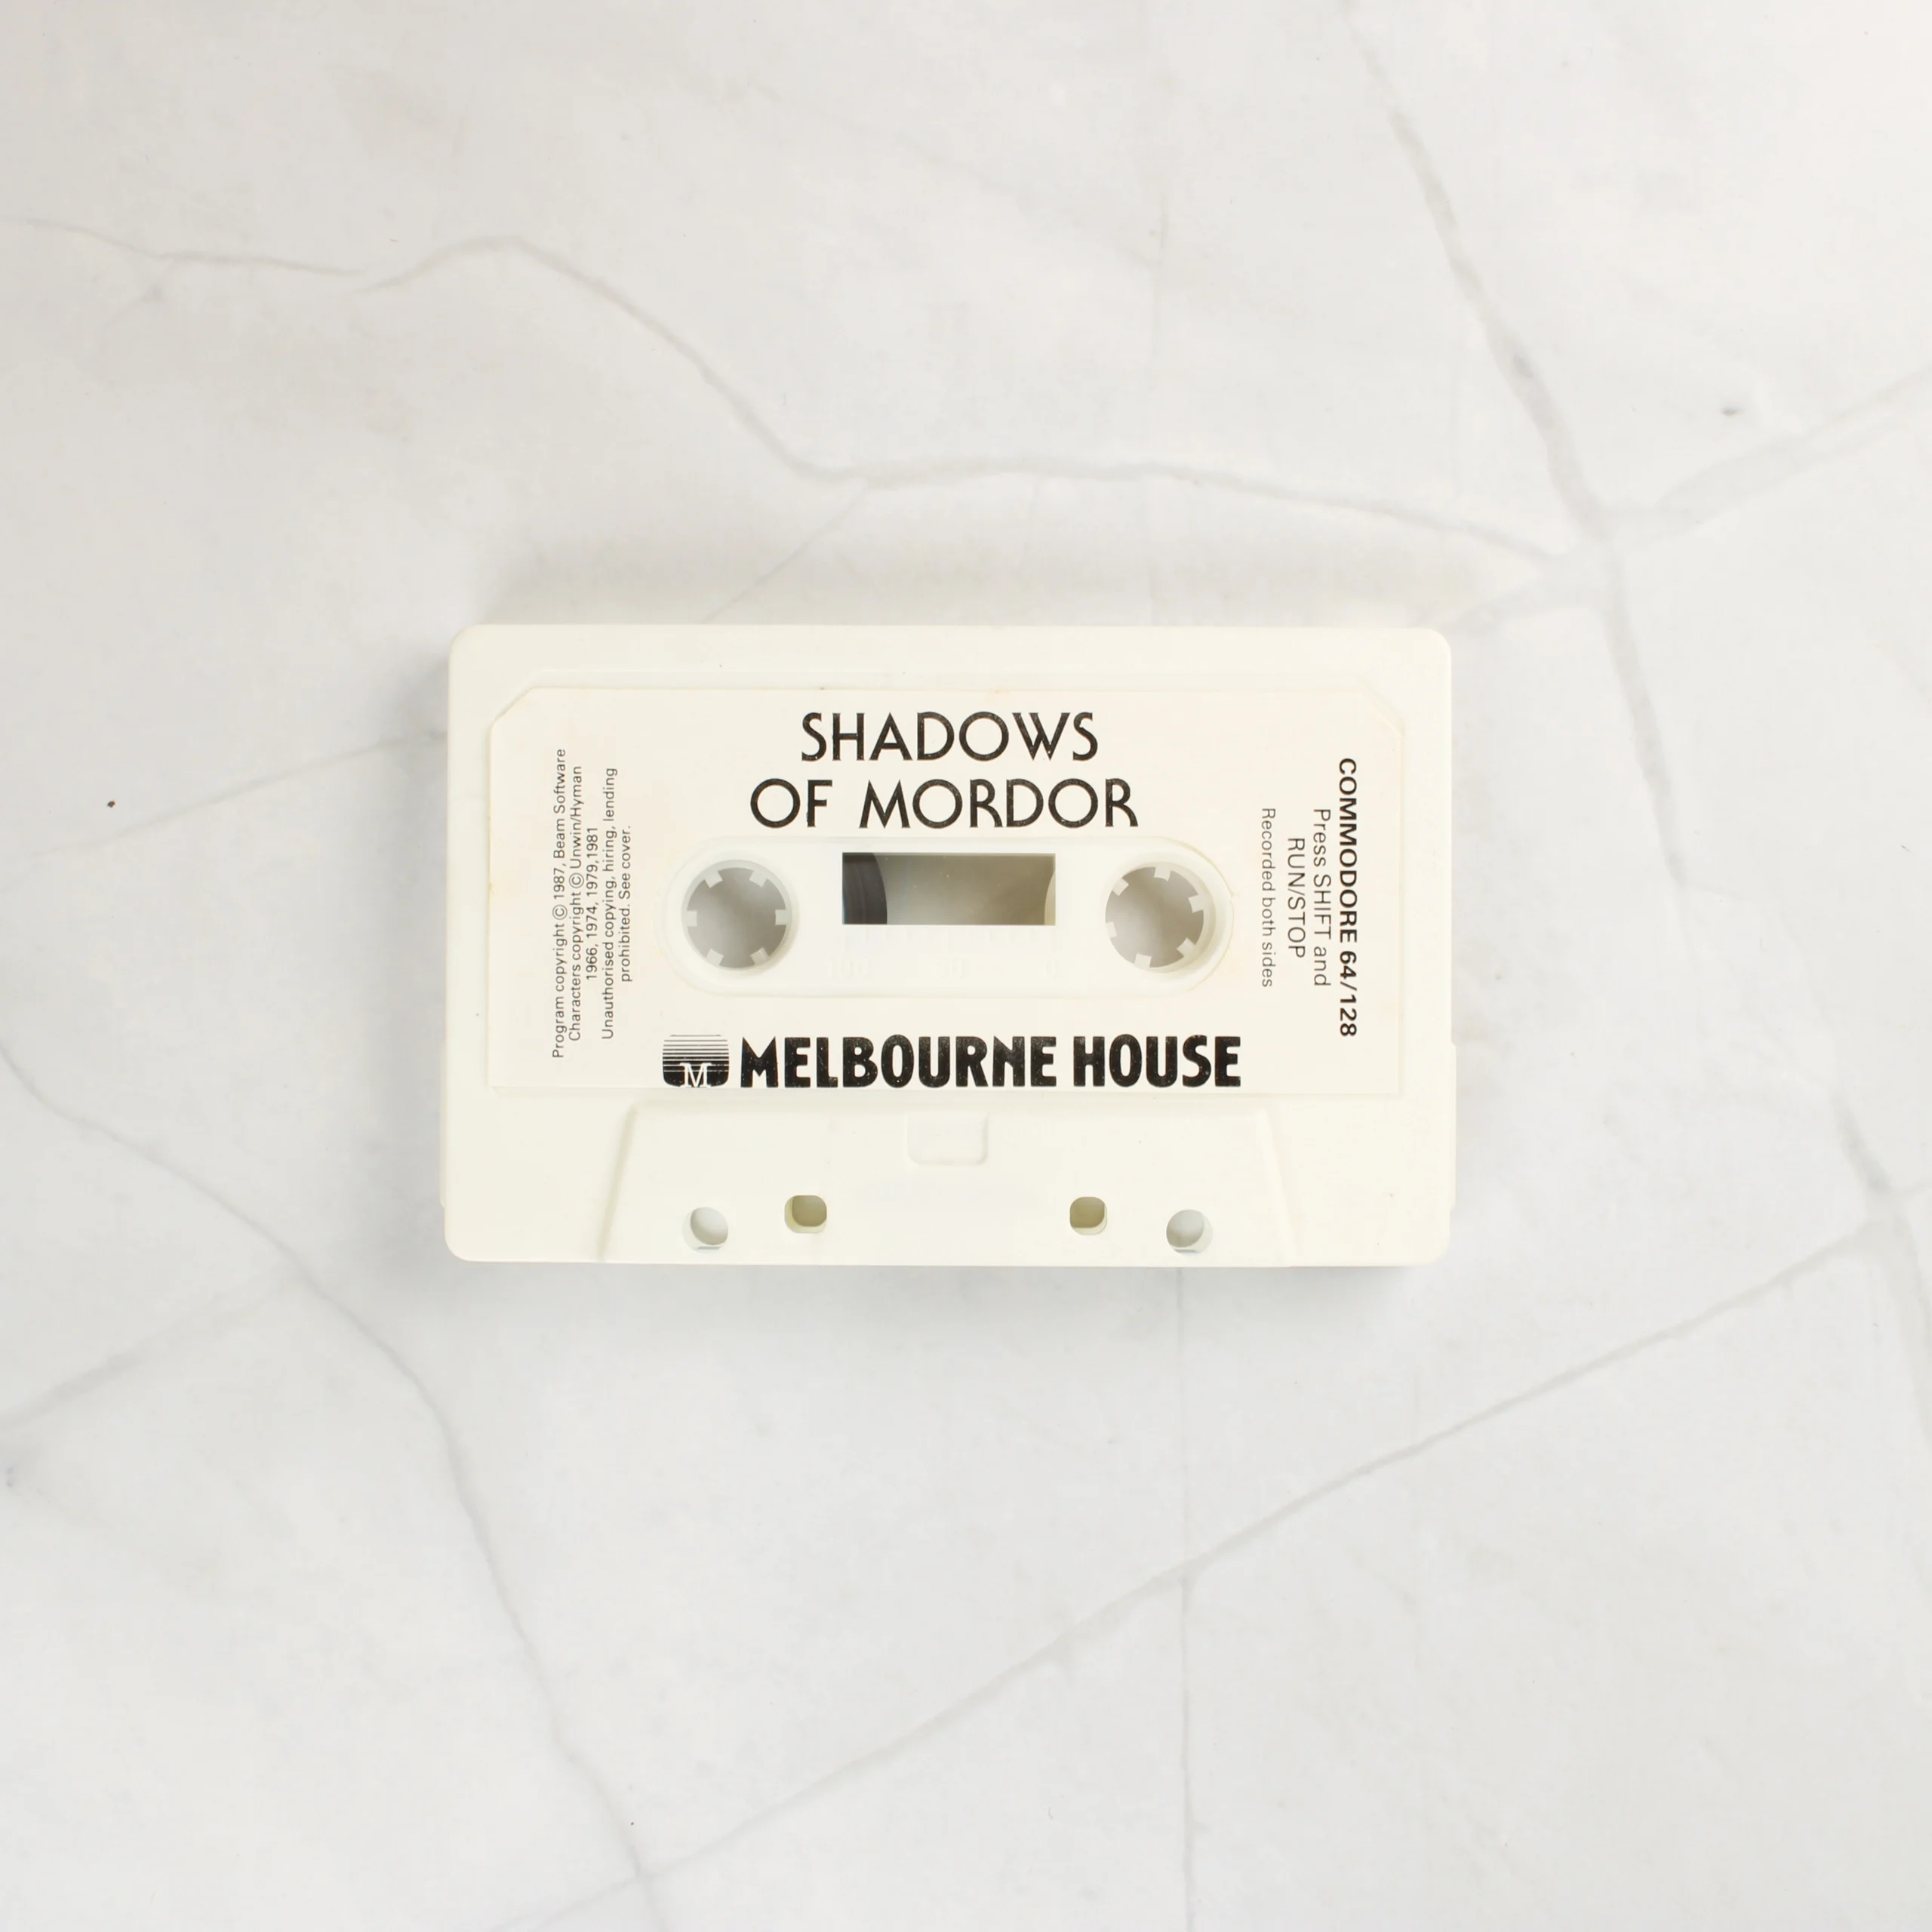 SHADOWS
OF MORDOR
Program copyright © 1987, Beam Software
Characters copyright © Unwin/Hyman
1966, 1974, 1979,1981
Unauthorised copying, hiring, lending
prohibited. See cover.
COMMODORE 64/128
Press SHIFT and
RUN/STOP
Recorded both sides
M MELBOURNE HOUSE